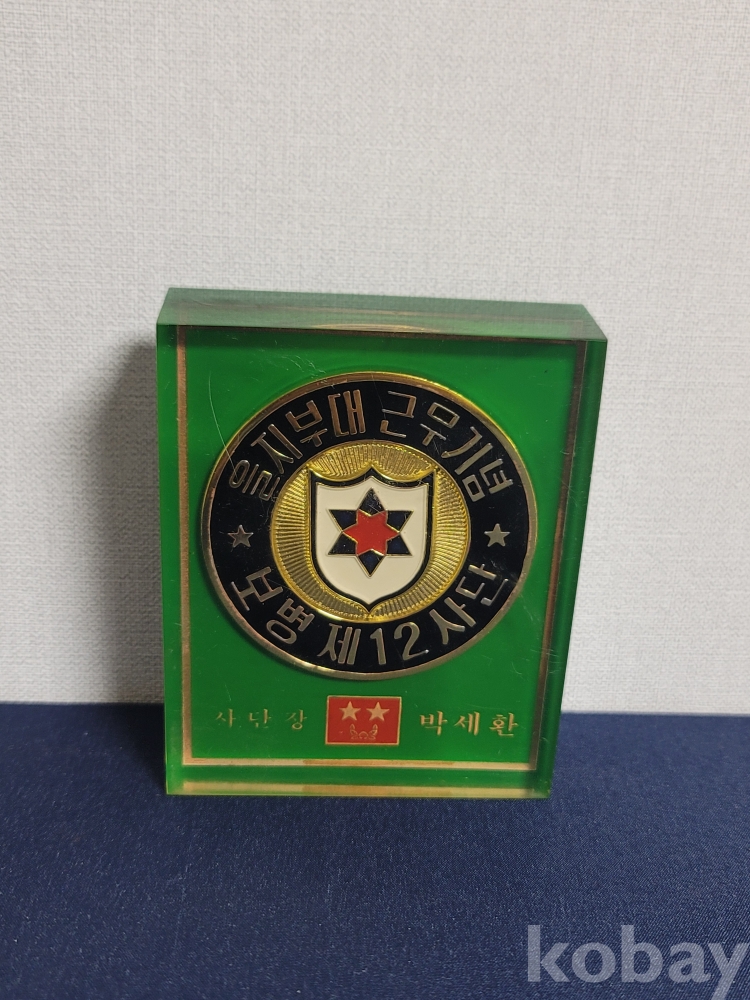 을지부대 근무기념
보병 제12사단
사단장 박세환
kobay